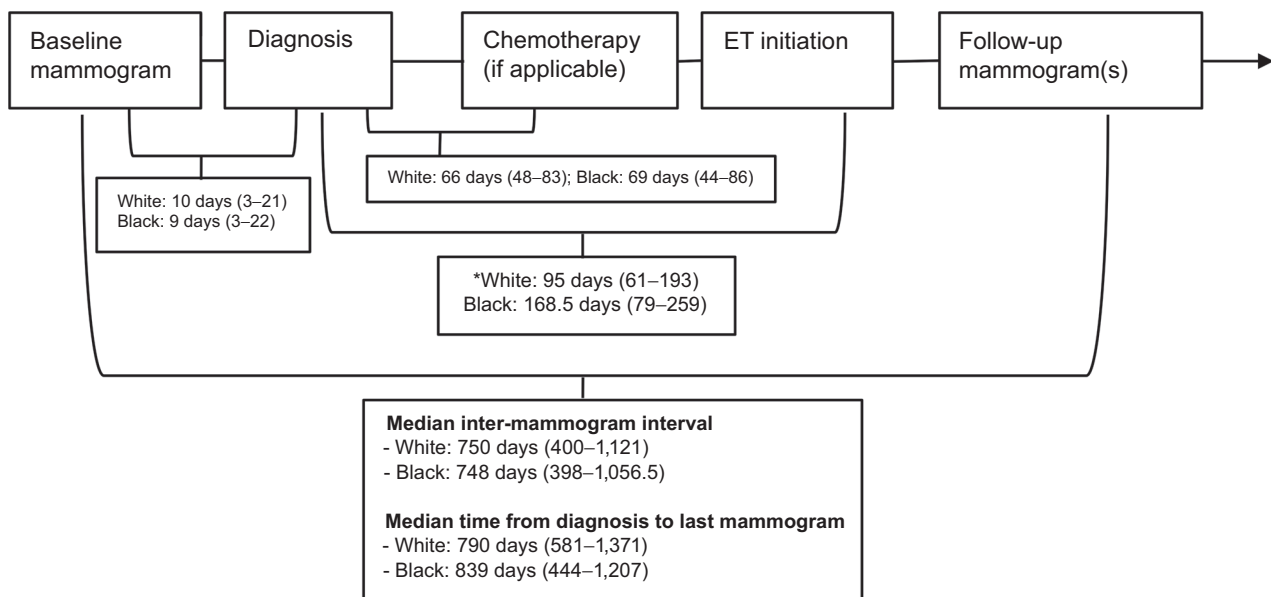 Baseline
mammogram
Diagnosis
Chemotherapy
(if applicable)
ET initiation
Follow-up
mammogram(s)
White: 10 days (3–21)
Black: 9 days (3–22)
White: 66 days (48–83); Black: 69 days (44–86)
*White: 95 days (61–193)
Black: 168.5 days (79–259)
Median inter-mammogram interval
- White: 750 days (400–1,121)
- Black: 748 days (398–1,056.5)
Median time from diagnosis to last mammogram
- White: 790 days (581–1,371)
- Black: 839 days (444–1,207)